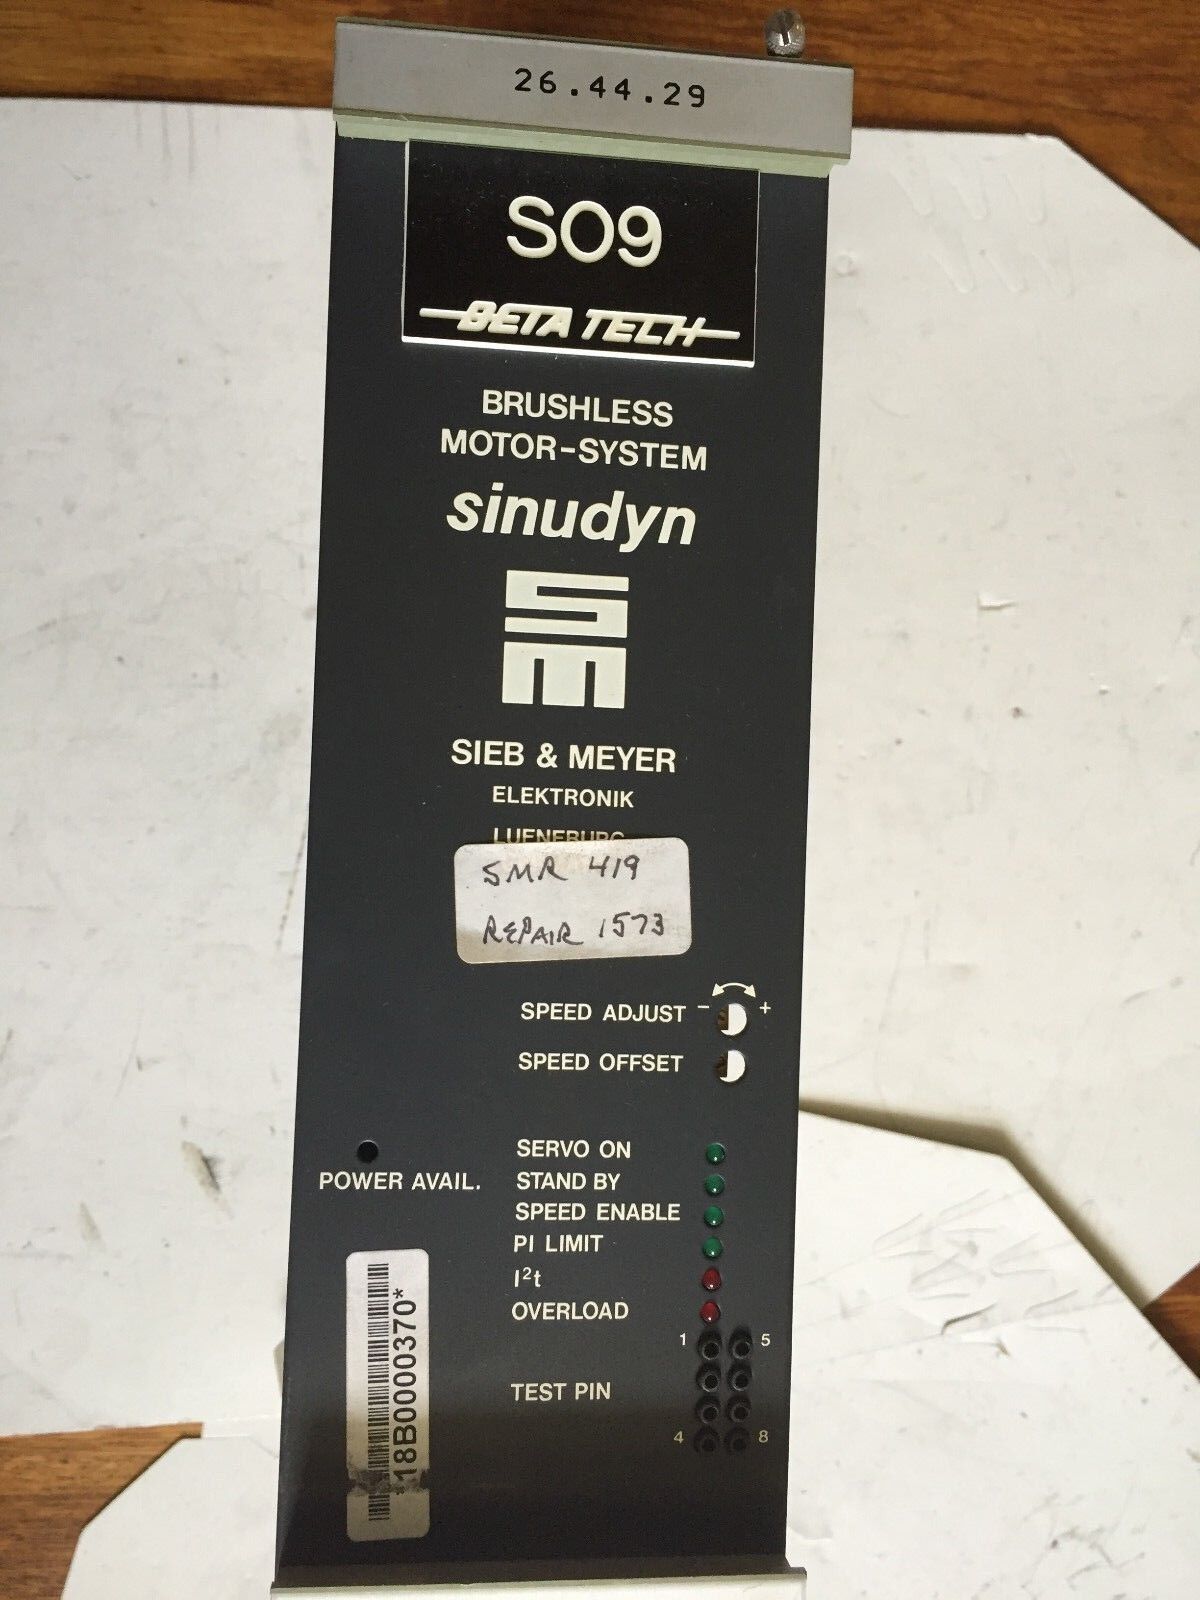 26.44.29
SO9
BETA TECH
BRUSHLESS
MOTOR-SYSTEM
sinudyn
SM
SIEB & MEYER
ELEKTRONIK
LUENEBURG
SMR 419
REPAIR 1573
SPEED ADJUST - +
SPEED OFFSET
SERVO ON
POWER AVAIL.
STAND BY
SPEED ENABLE
PI LIMIT
I²t
OVERLOAD
1 5
TEST PIN
4 8
*18B0000370*